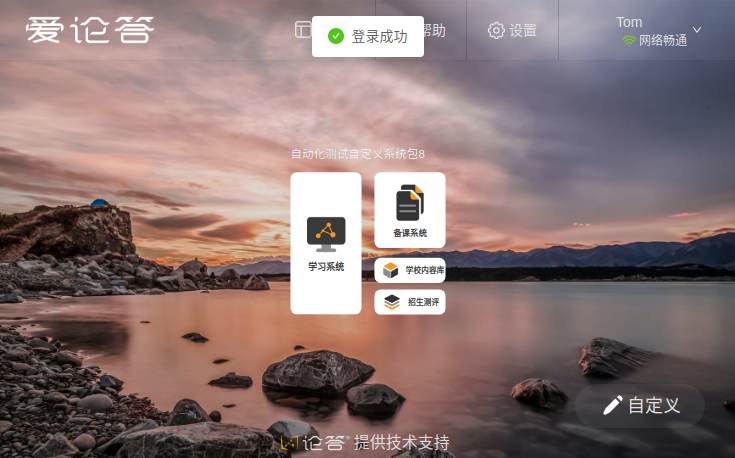 爱论答
登录成功
帮助
设置
Tom
网络畅通
自动化测试自定义系统包8
学习系统
备课系统
学校内容库
招生测评
自定义
论答 提供技术支持